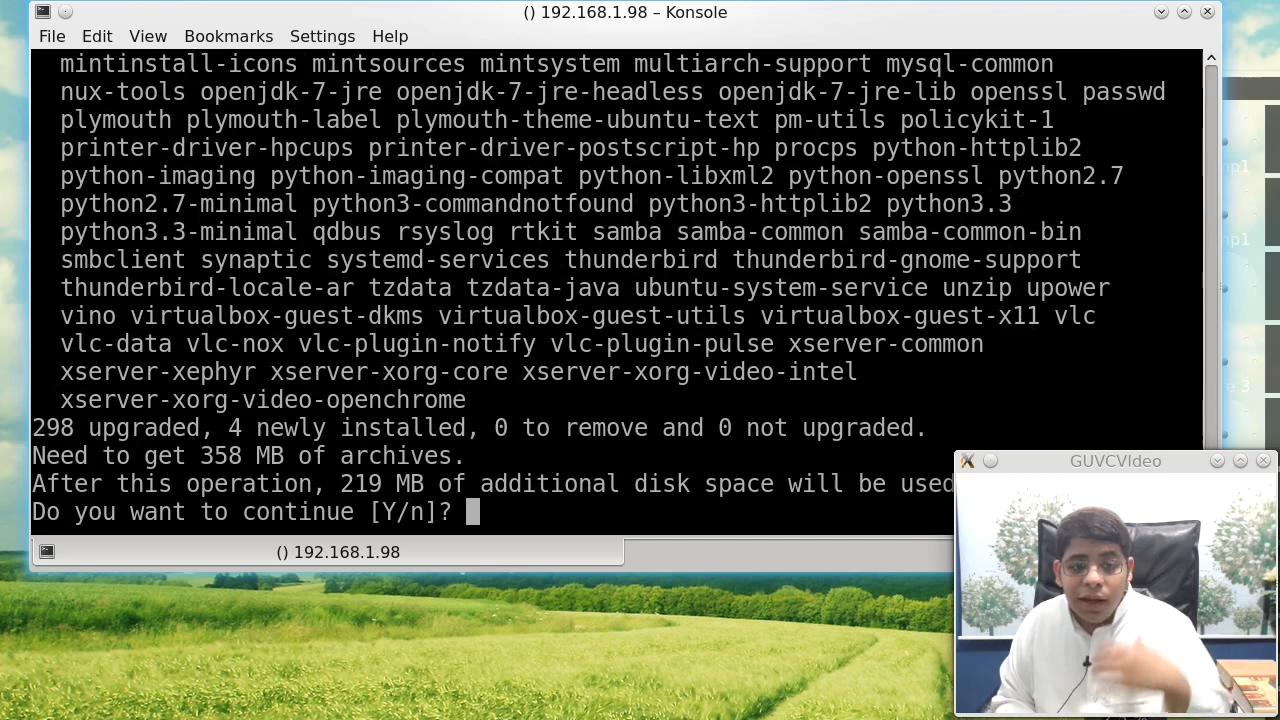 () 192.168.1.98 – Konsole
File Edit View Bookmarks Settings Help
mintinstall-icons mintsources mintsystem multiarch-support mysql-common
nux-tools openjdk-7-jre openjdk-7-jre-headless openjdk-7-jre-lib openssl passwd
plymouth plymouth-label plymouth-theme-ubuntu-text pm-utils policykit-1
printer-driver-hpcups printer-driver-postscript-hp procps python-httplib2
python-imaging python-imaging-compat python-libxml2 python-openssl python2.7
python2.7-minimal python3-commandnotfound python3-httplib2 python3.3
python3.3-minimal qdbus rsyslog rtkit samba samba-common samba-common-bin
smbclient synaptic systemd-services thunderbird thunderbird-gnome-support
thunderbird-locale-ar tzdata tzdata-java ubuntu-system-service unzip upower
vino virtualbox-guest-dkms virtualbox-guest-utils virtualbox-guest-x11 vlc
vlc-data vlc-nox vlc-plugin-notify vlc-plugin-pulse xserver-common
xserver-xephyr xserver-xorg-core xserver-xorg-video-intel
xserver-xorg-video-openchrome
298 upgraded, 4 newly installed, 0 to remove and 0 not upgraded.
Need to get 358 MB of archives.
After this operation, 219 MB of additional disk space will be used
Do you want to continue [Y/n]?
() 192.168.1.98
GUVCVIdeo